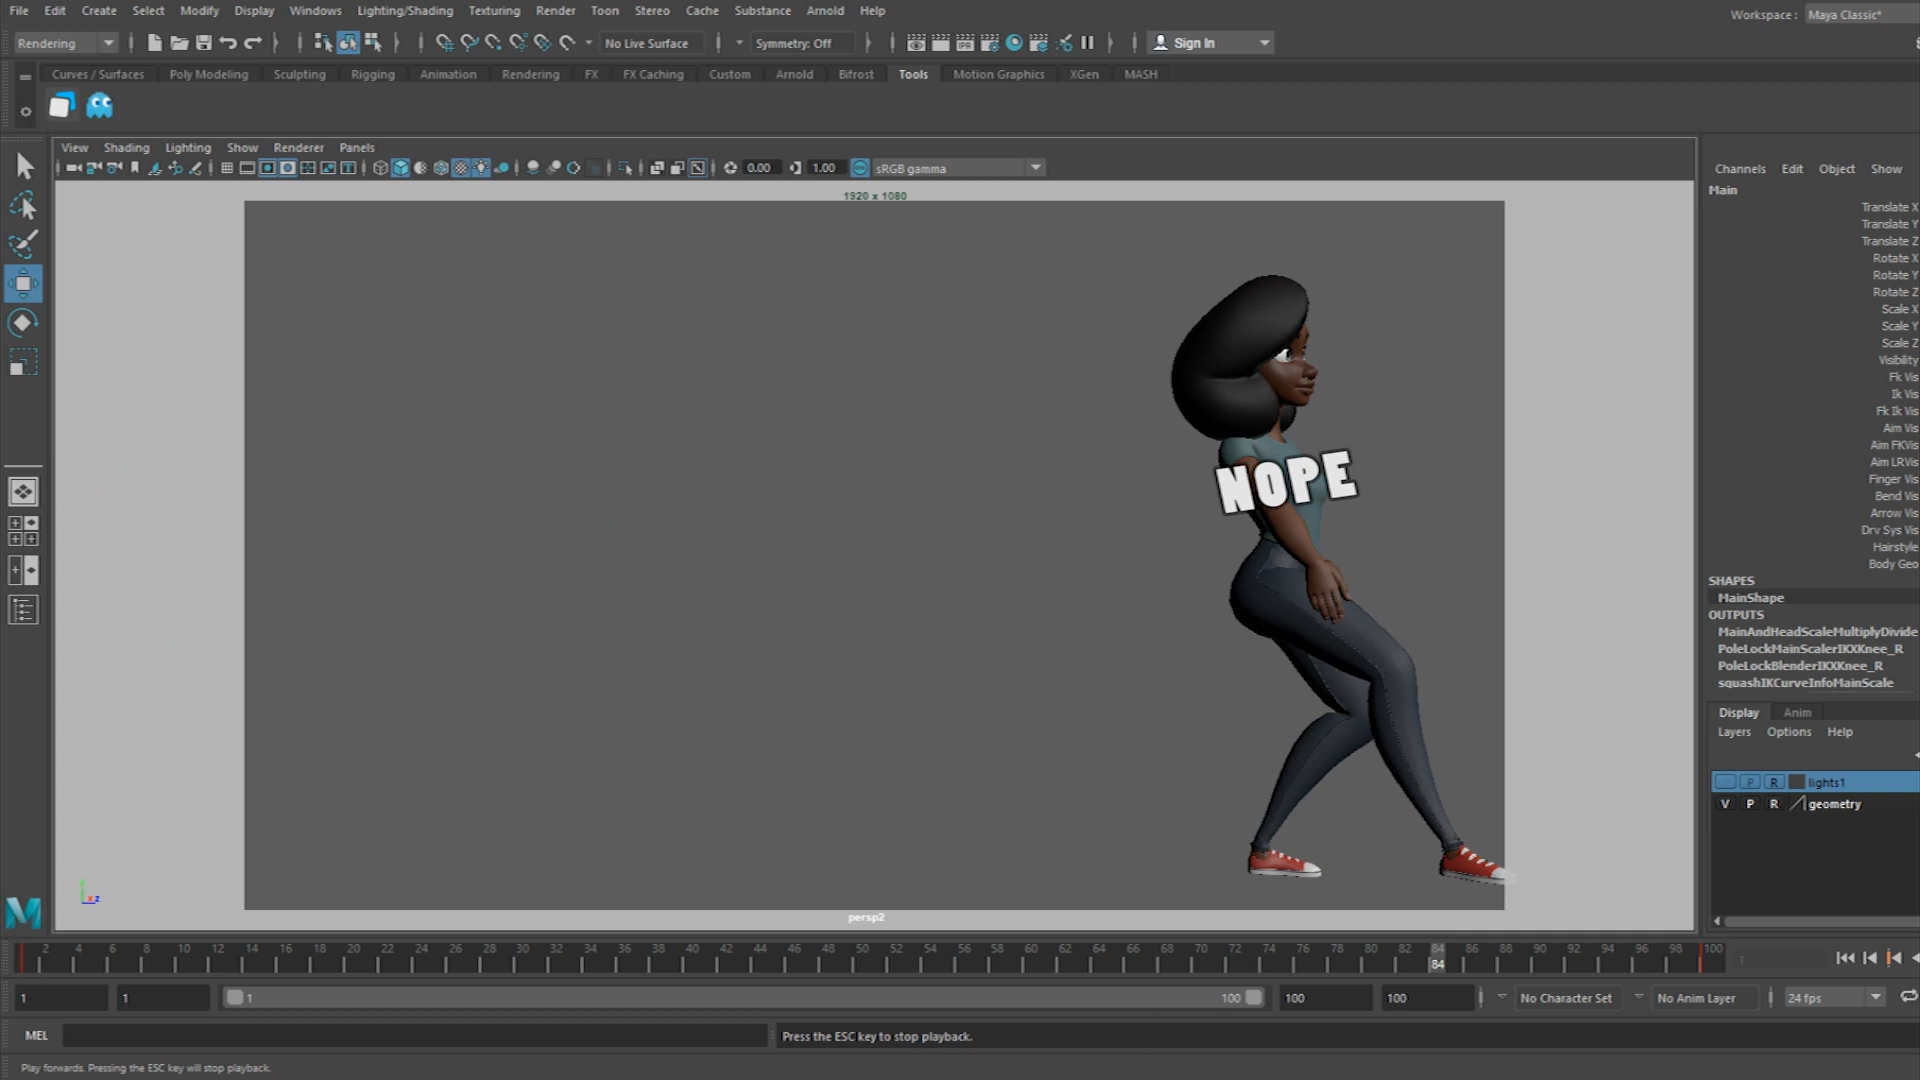 File Edit Create Select Modify Display Windows Lighting/Shading Texturing Render Toon Stereo Cache Substance Arnold Help
Workspace : Maya Classic*
Rendering No Live Surface Symmetry: Off Sign In
Curves / Surfaces Poly Modeling Sculpting Rigging Animation Rendering FX FX Caching Custom Arnold Bifrost Tools Motion Graphics XGen MASH
View Shading Lighting Show Renderer Panels
IPR 0.00 1.00 sRGB gamma
1920 x 1080
NOPE
persp2
Channels Edit Object Show
Main
Translate X
Translate Y
Translate Z
Rotate X
Rotate Y
Rotate Z
Scale X
Scale Y
Scale Z
Visibility
Fk Vis
Ik Vis
Fk Ik Vis
Aim Vis
Aim FKVis
Aim LRVis
Finger Vis
Bend Vis
Arrow Vis
Drv Sys Vis
Hairstyle
Body Geo
SHAPES
MainShape
OUTPUTS
MainAndHeadScaleMultiplyDivide
PoleLockMainScalerIKXKnee_R
PoleLockBlenderIKXKnee_R
squashIKCurveInfoMainScale
Display Anim
Layers Options Help
P R lights1
V P R geometry
2 4 6 8 10 12 14 16 18 20 22 24 26 28 30 32 34 36 38 40 42 44 46 48 50 52 54 56 58 60 62 64 66 68 70 72 74 76 78 80 82 84 86 88 90 92 94 96 98 100
84
1
1 1 1 100 100 100 No Character Set No Anim Layer 24 fps
MEL Press the ESC key to stop playback.
Play forwards. Pressing the ESC key will stop playback.